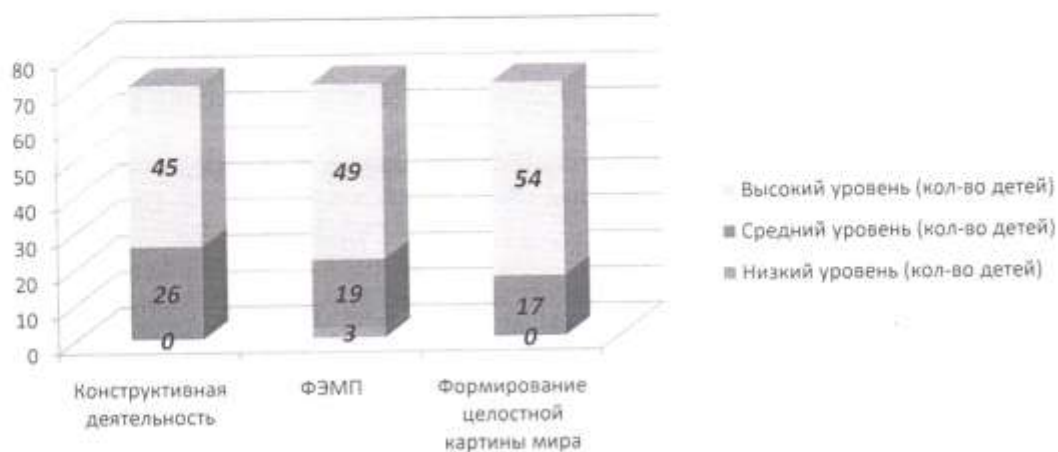 80
70
60
50
40
30
20
10
0
45
49
54
26
19
17
0
3
0
Конструктивная
деятельность
ФЭМП
Формирование
целостной
картины мира
Высокий уровень (кол-во детей)
Средний уровень (кол-во детей)
Низкий уровень (кол-во детей)